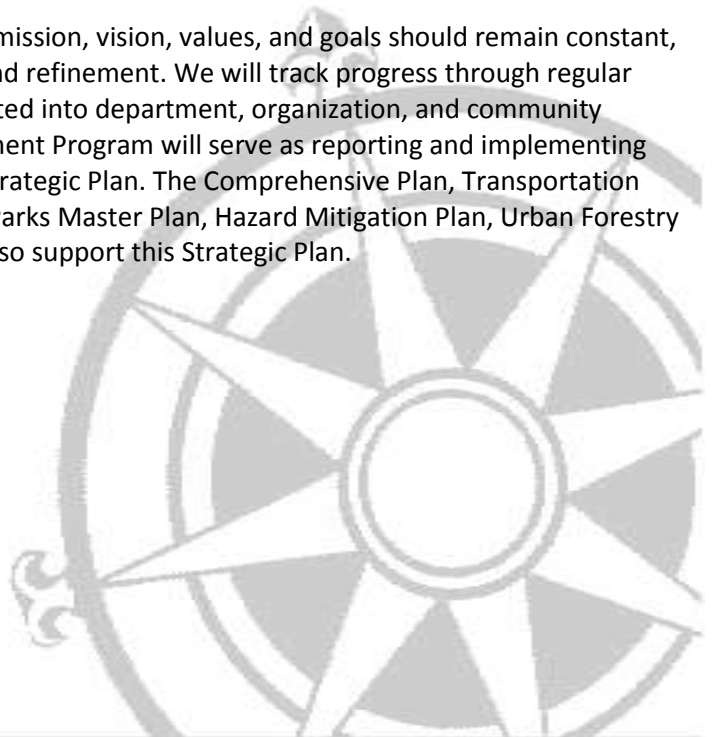 mission, vision, values, and goals should remain constant,
nd refinement. We will track progress through regular
ted into department, organization, and community
ment Program will serve as reporting and implementing
trategic Plan. The Comprehensive Plan, Transportation
arks Master Plan, Hazard Mitigation Plan, Urban Forestry
so support this Strategic Plan.